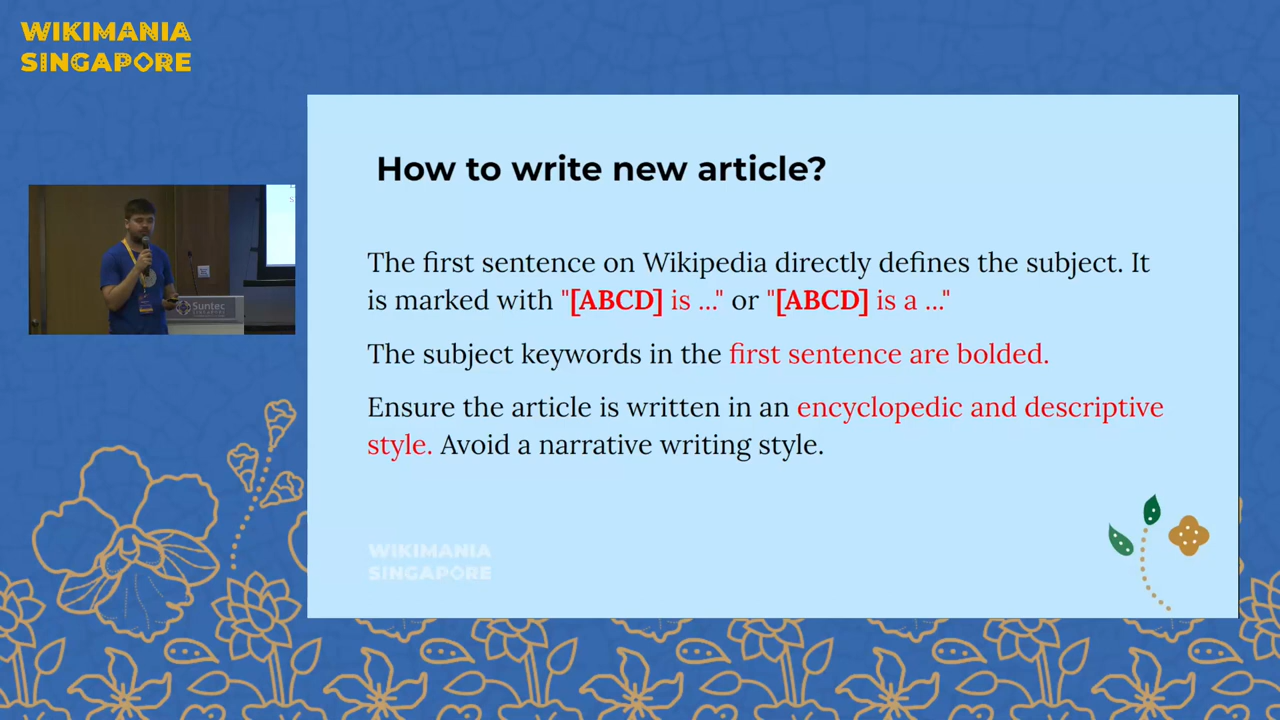 WIKIMANIA
SINGAPORE
How to write new article?
The first sentence on Wikipedia directly defines the subject. It
is marked with "[ABCD] is ..." or "[ABCD] is a ..."
The subject keywords in the first sentence are bolded.
Ensure the article is written in an encyclopedic and descriptive
style. Avoid a narrative writing style.
WIKIMANIA
SINGAPORE
Suntec